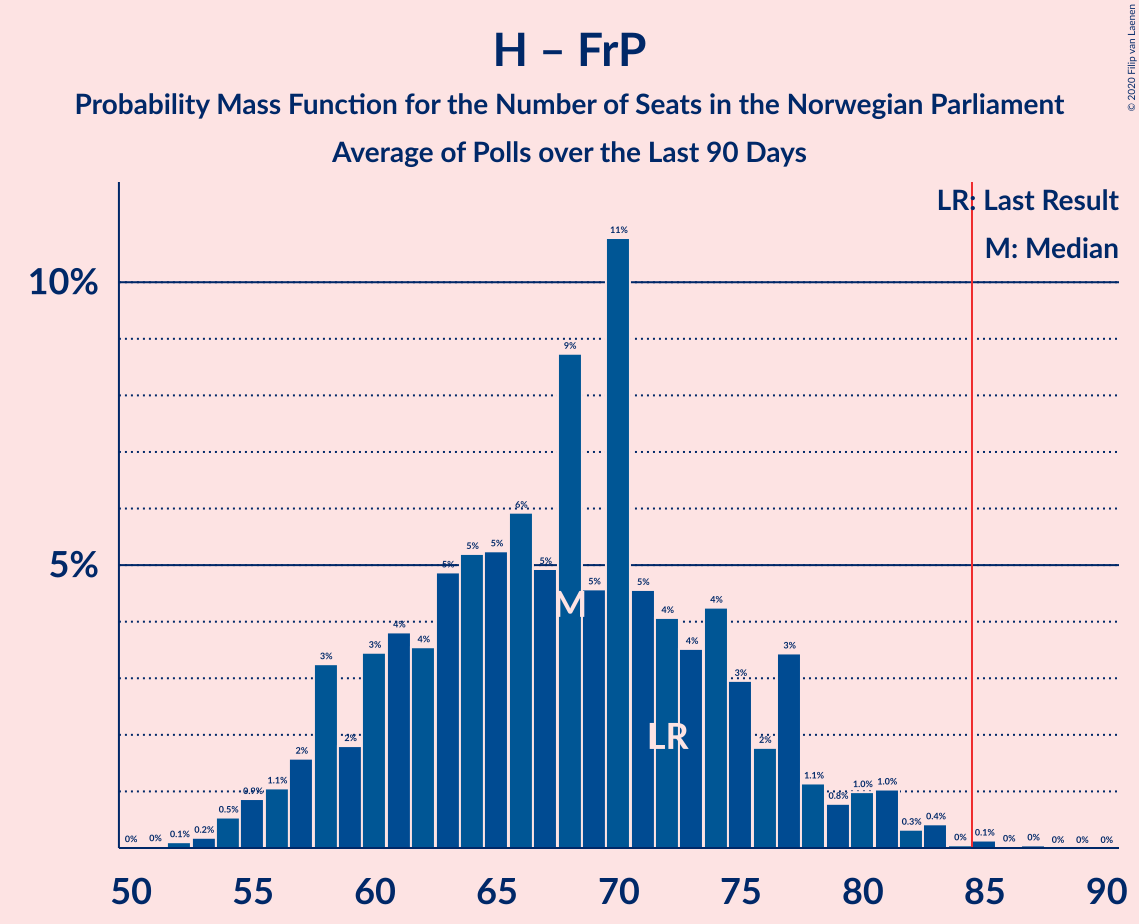 H – FrP
Probability Mass Function for the Number of Seats in the Norwegian Parliament
Average of Polls over the Last 90 Days
© 2020 Filip van Laenen
LR: Last Result
M: Median
10%
5%
0% 0% 0.1% 0.2% 0.5% 0.9% 1.1% 2% 3% 2% 3% 4% 4% 5% 5% 5% 6% 5% 9% 5% 11% 5% 4% 4% 4% 3% 2% 3% 1.1% 0.8% 1.0% 1.0% 0.3% 0.4% 0% 0.1% 0% 0% 0% 0% 0%
M
LR
50 55 60 65 70 75 80 85 90